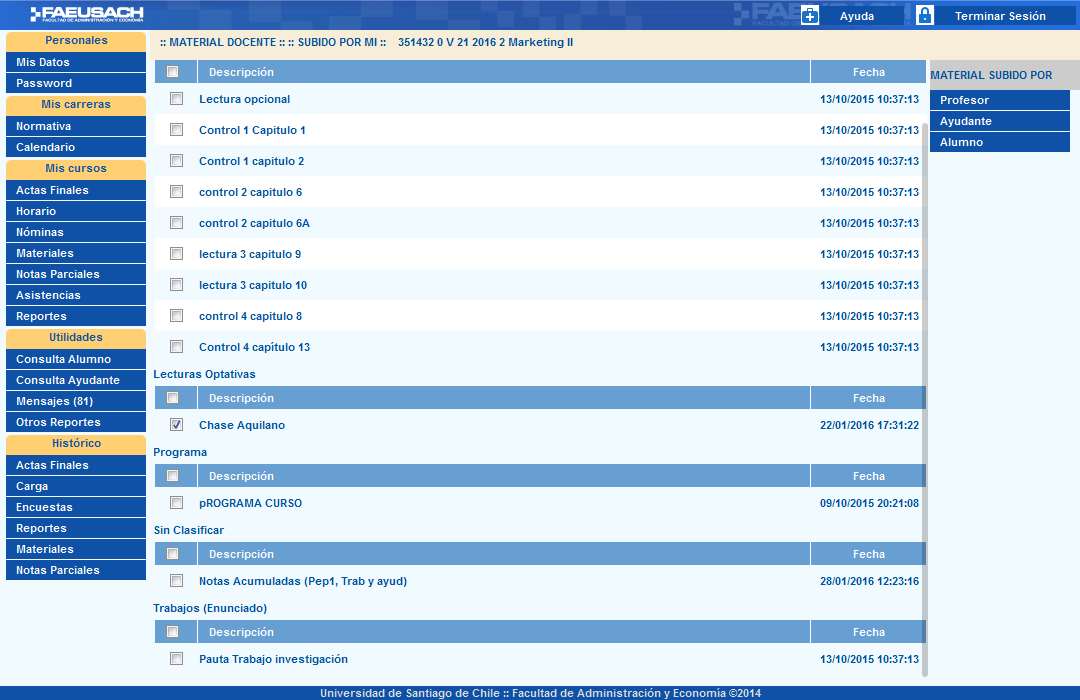 FAEUSACH
FACULTAD DE ADMINISTRACIÓN Y ECONOMÍA
Ayuda
Terminar Sesión
Personales
Mis Datos
Password
Mis carreras
Normativa
Calendario
Mis cursos
Actas Finales
Horario
Nóminas
Materiales
Notas Parciales
Asistencias
Reportes
Utilidades
Consulta Alumno
Consulta Ayudante
Mensajes (81)
Otros Reportes
Histórico
Actas Finales
Carga
Encuestas
Reportes
Materiales
Notas Parciales
:: MATERIAL DOCENTE :: :: SUBIDO POR MI :: 351432 0 V 21 2016 2 Marketing II
Descripción Fecha
Lectura opcional 13/10/2015 10:37:13
Control 1 Capitulo 1 13/10/2015 10:37:13
Control 1 capitulo 2 13/10/2015 10:37:13
control 2 capitulo 6 13/10/2015 10:37:13
control 2 capitulo 6A 13/10/2015 10:37:13
lectura 3 capitulo 9 13/10/2015 10:37:13
lectura 3 capitulo 10 13/10/2015 10:37:13
control 4 capitulo 8 13/10/2015 10:37:13
Control 4 capítulo 13 13/10/2015 10:37:13
Lecturas Optativas
Descripción Fecha
Chase Aquilano 22/01/2016 17:31:22
Programa
Descripción Fecha
pROGRAMA CURSO 09/10/2015 20:21:08
Sin Clasificar
Descripción Fecha
Notas Acumuladas (Pep1, Trab y ayud) 28/01/2016 12:23:16
Trabajos (Enunciado)
Descripción Fecha
Pauta Trabajo investigación 13/10/2015 10:37:13
MATERIAL SUBIDO POR
Profesor
Ayudante
Alumno
Universidad de Santiago de Chile :: Facultad de Administración y Economía ©2014